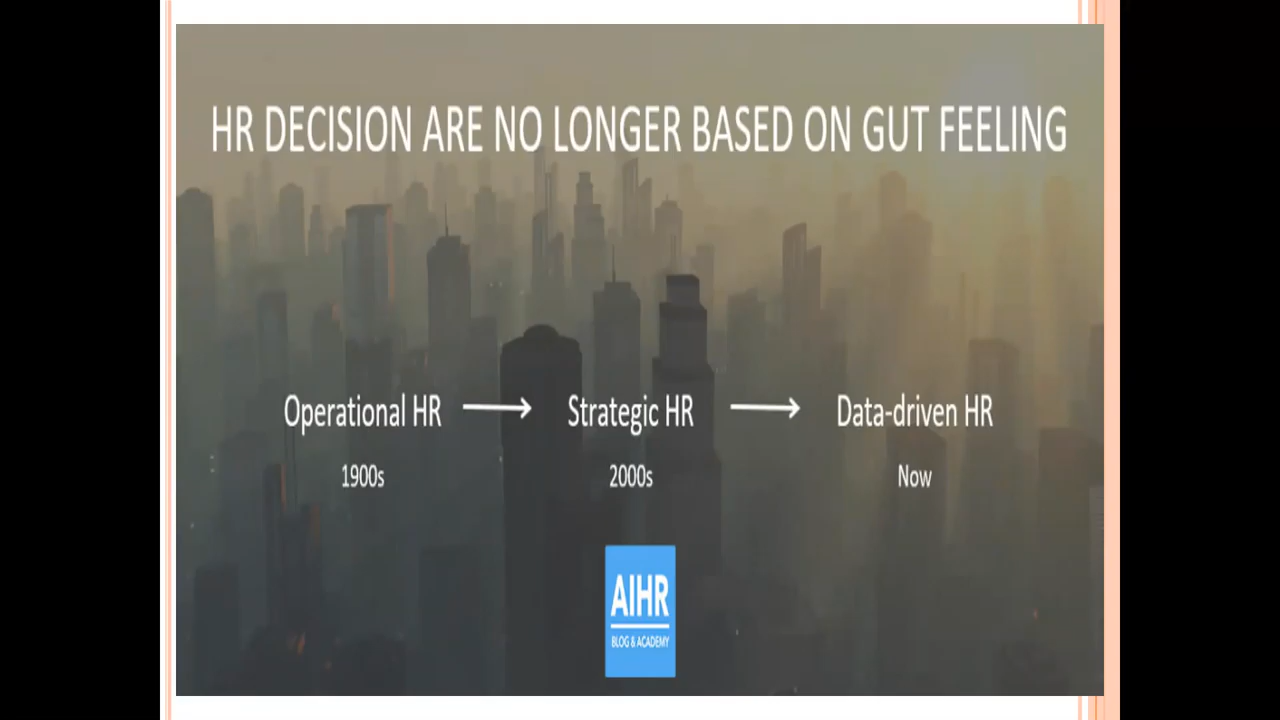 HR DECISION ARE NO LONGER BASED ON GUT FEELING
Operational HR → Strategic HR → Data-driven HR
1900s 2000s Now
AIHR
BLOG & ACADEMY